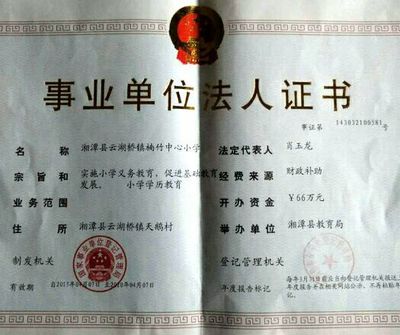 事业单位法人证书
事证第 143032100581 号
名称 湘潭县云湖桥镇楠竹中心小学
宗旨和业务范围 实施小学义务教育，促进基础教育
发展。 小学学历教育
住所 湘潭县云湖桥镇天鹅村
法定代表人 肖玉龙
经费来源 财政补助
开办资金 ￥66万元
举办单位 湘潭县教育局
制发机关
登记管理机关
有效期
年度报告标记